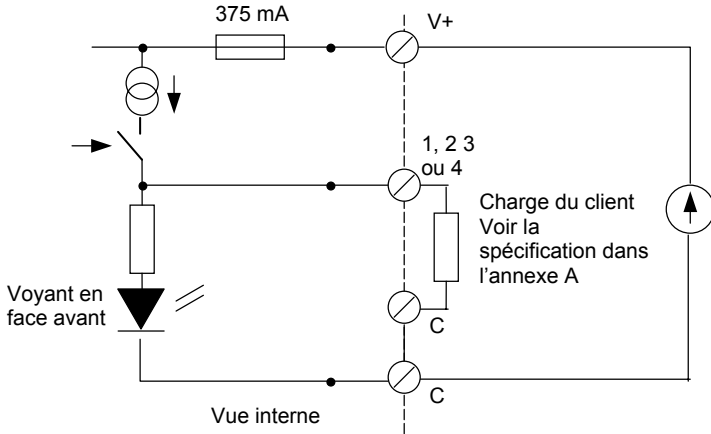 375 mA
V+
1, 2 3
ou 4
Charge du client
Voir la
spécification dans
l'annexe A
Voyant en
face avant
C
C
Vue interne